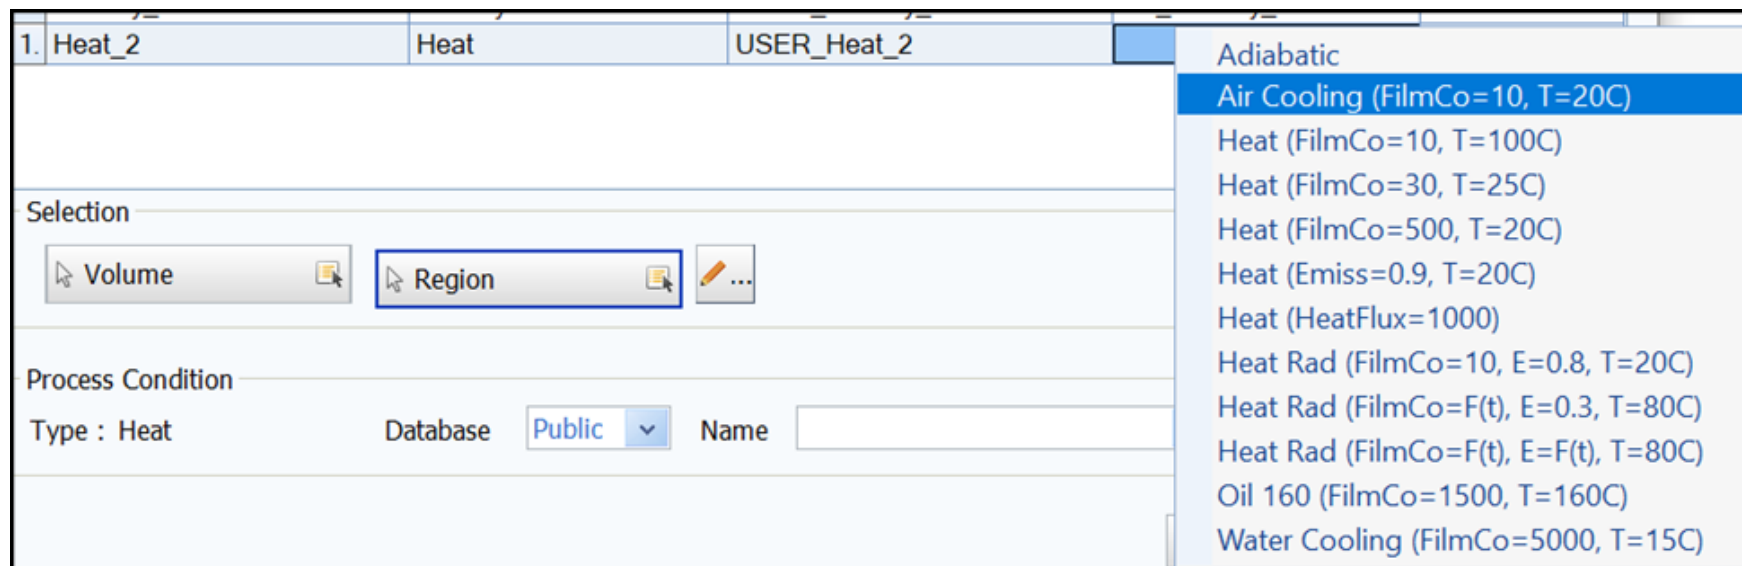 1. Heat_2 Heat USER_Heat_2
Adiabatic
Air Cooling (FilmCo=10, T=20C)
Heat (FilmCo=10, T=100C)
Heat (FilmCo=30, T=25C)
Heat (FilmCo=500, T=20C)
Heat (Emiss=0.9, T=20C)
Heat (HeatFlux=1000)
Heat Rad (FilmCo=10, E=0.8, T=20C)
Heat Rad (FilmCo=F(t), E=0.3, T=80C)
Heat Rad (FilmCo=F(t), E=F(t), T=80C)
Oil 160 (FilmCo=1500, T=160C)
Water Cooling (FilmCo=5000, T=15C)
Selection
Volume Region ...
Process Condition
Type : Heat Database Public Name